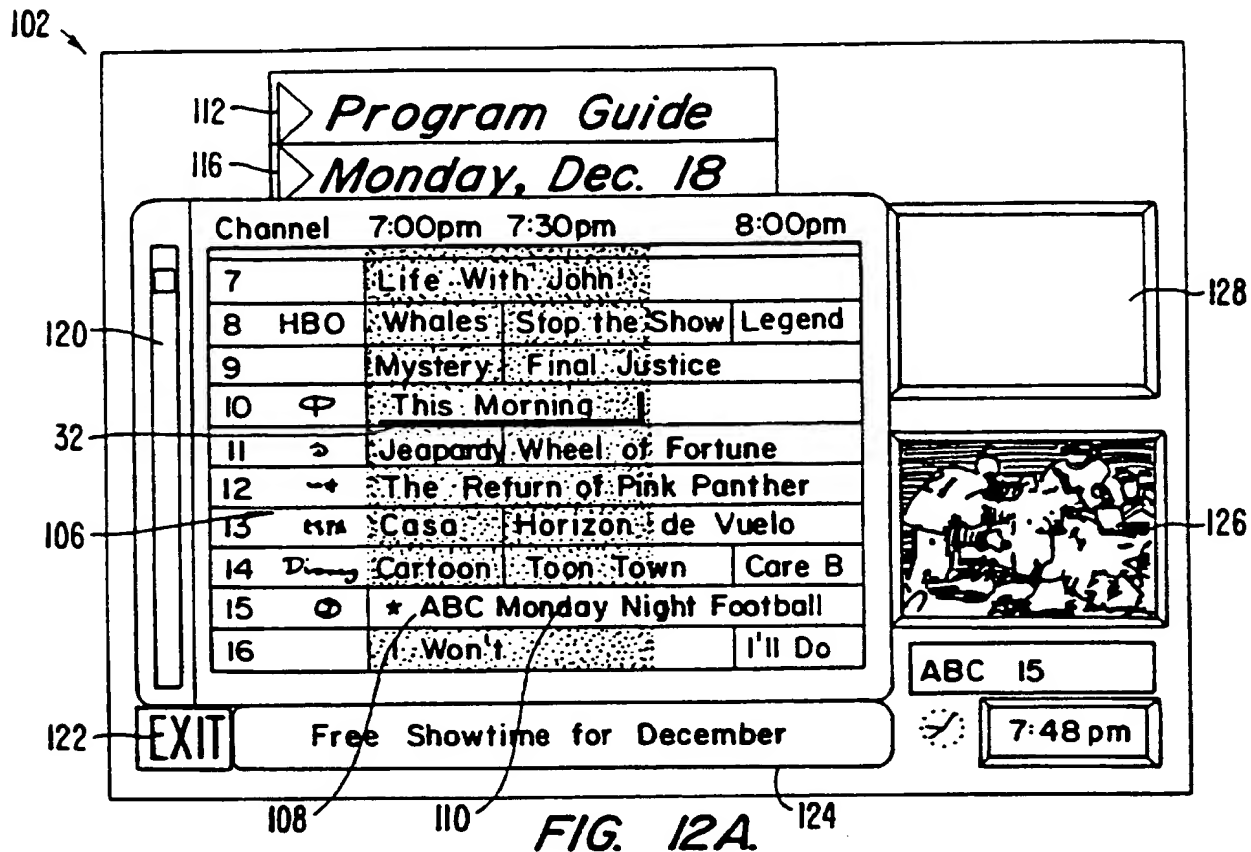 102
112 Program Guide
116 Monday, Dec. 18
Channel 7:00pm 7:30pm 8:00pm
7 Life With John
8 HBO Whales Stop the Show Legend
128
120
9 Mystery Final Justice
10 This Morning
32
11 Jeapardy Wheel of Fortune
12 The Return of Pink Panther
106
13 Casa Horizon de Vuelo
126
14 Disney Cartoon Toon Town Care B
15 * ABC Monday Night Football
16 I Won't I'll Do
ABC 15
122 EXIT Free Showtime for December
7:48 pm
108 110 124
FIG. 12A.